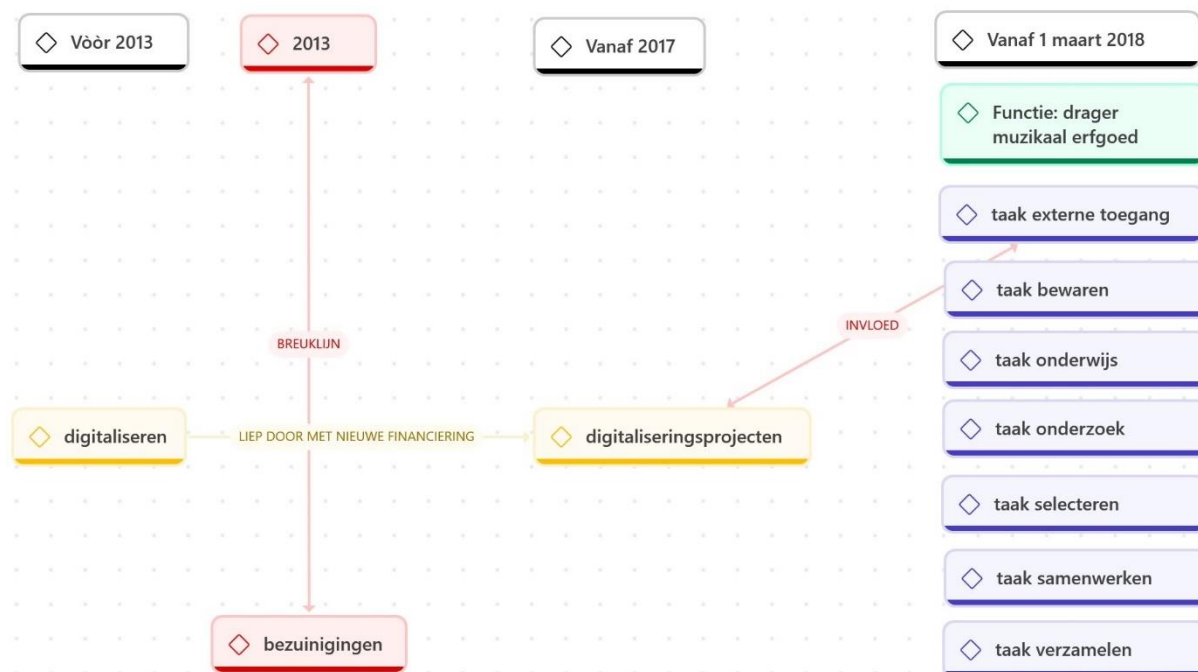 Vòòr 2013
2013
Vanaf 2017
Vanaf 1 maart 2018
Functie: drager
muzikaal erfgoed
taak externe toegang
taak bewaren
INVLOED
BREUKLIJN
taak onderwijs
digitaliseren
LIEP DOOR MET NIEUWE FINANCIERING
digitaliseringsprojecten
taak onderzoek
taak selecteren
taak samenwerken
bezuinigingen
taak verzamelen